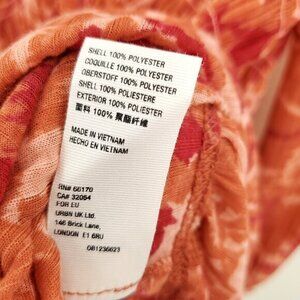 SHELL 100% POLYESTER
COQUILLE 100% POLYESTER
OBERSTOFF 100% POLYESTER
SHELL 100% POLIESTERE
EXTERIOR 100% POLIESTER
面料 100% 聚酯纤维
MADE IN VIETNAM
HECHO EN VIETNAM
RN# 66170
CA# 32054
FOR EU
URBN UK Ltd.
146 Brick Lane,
LONDON E1 6RU
OB1236623